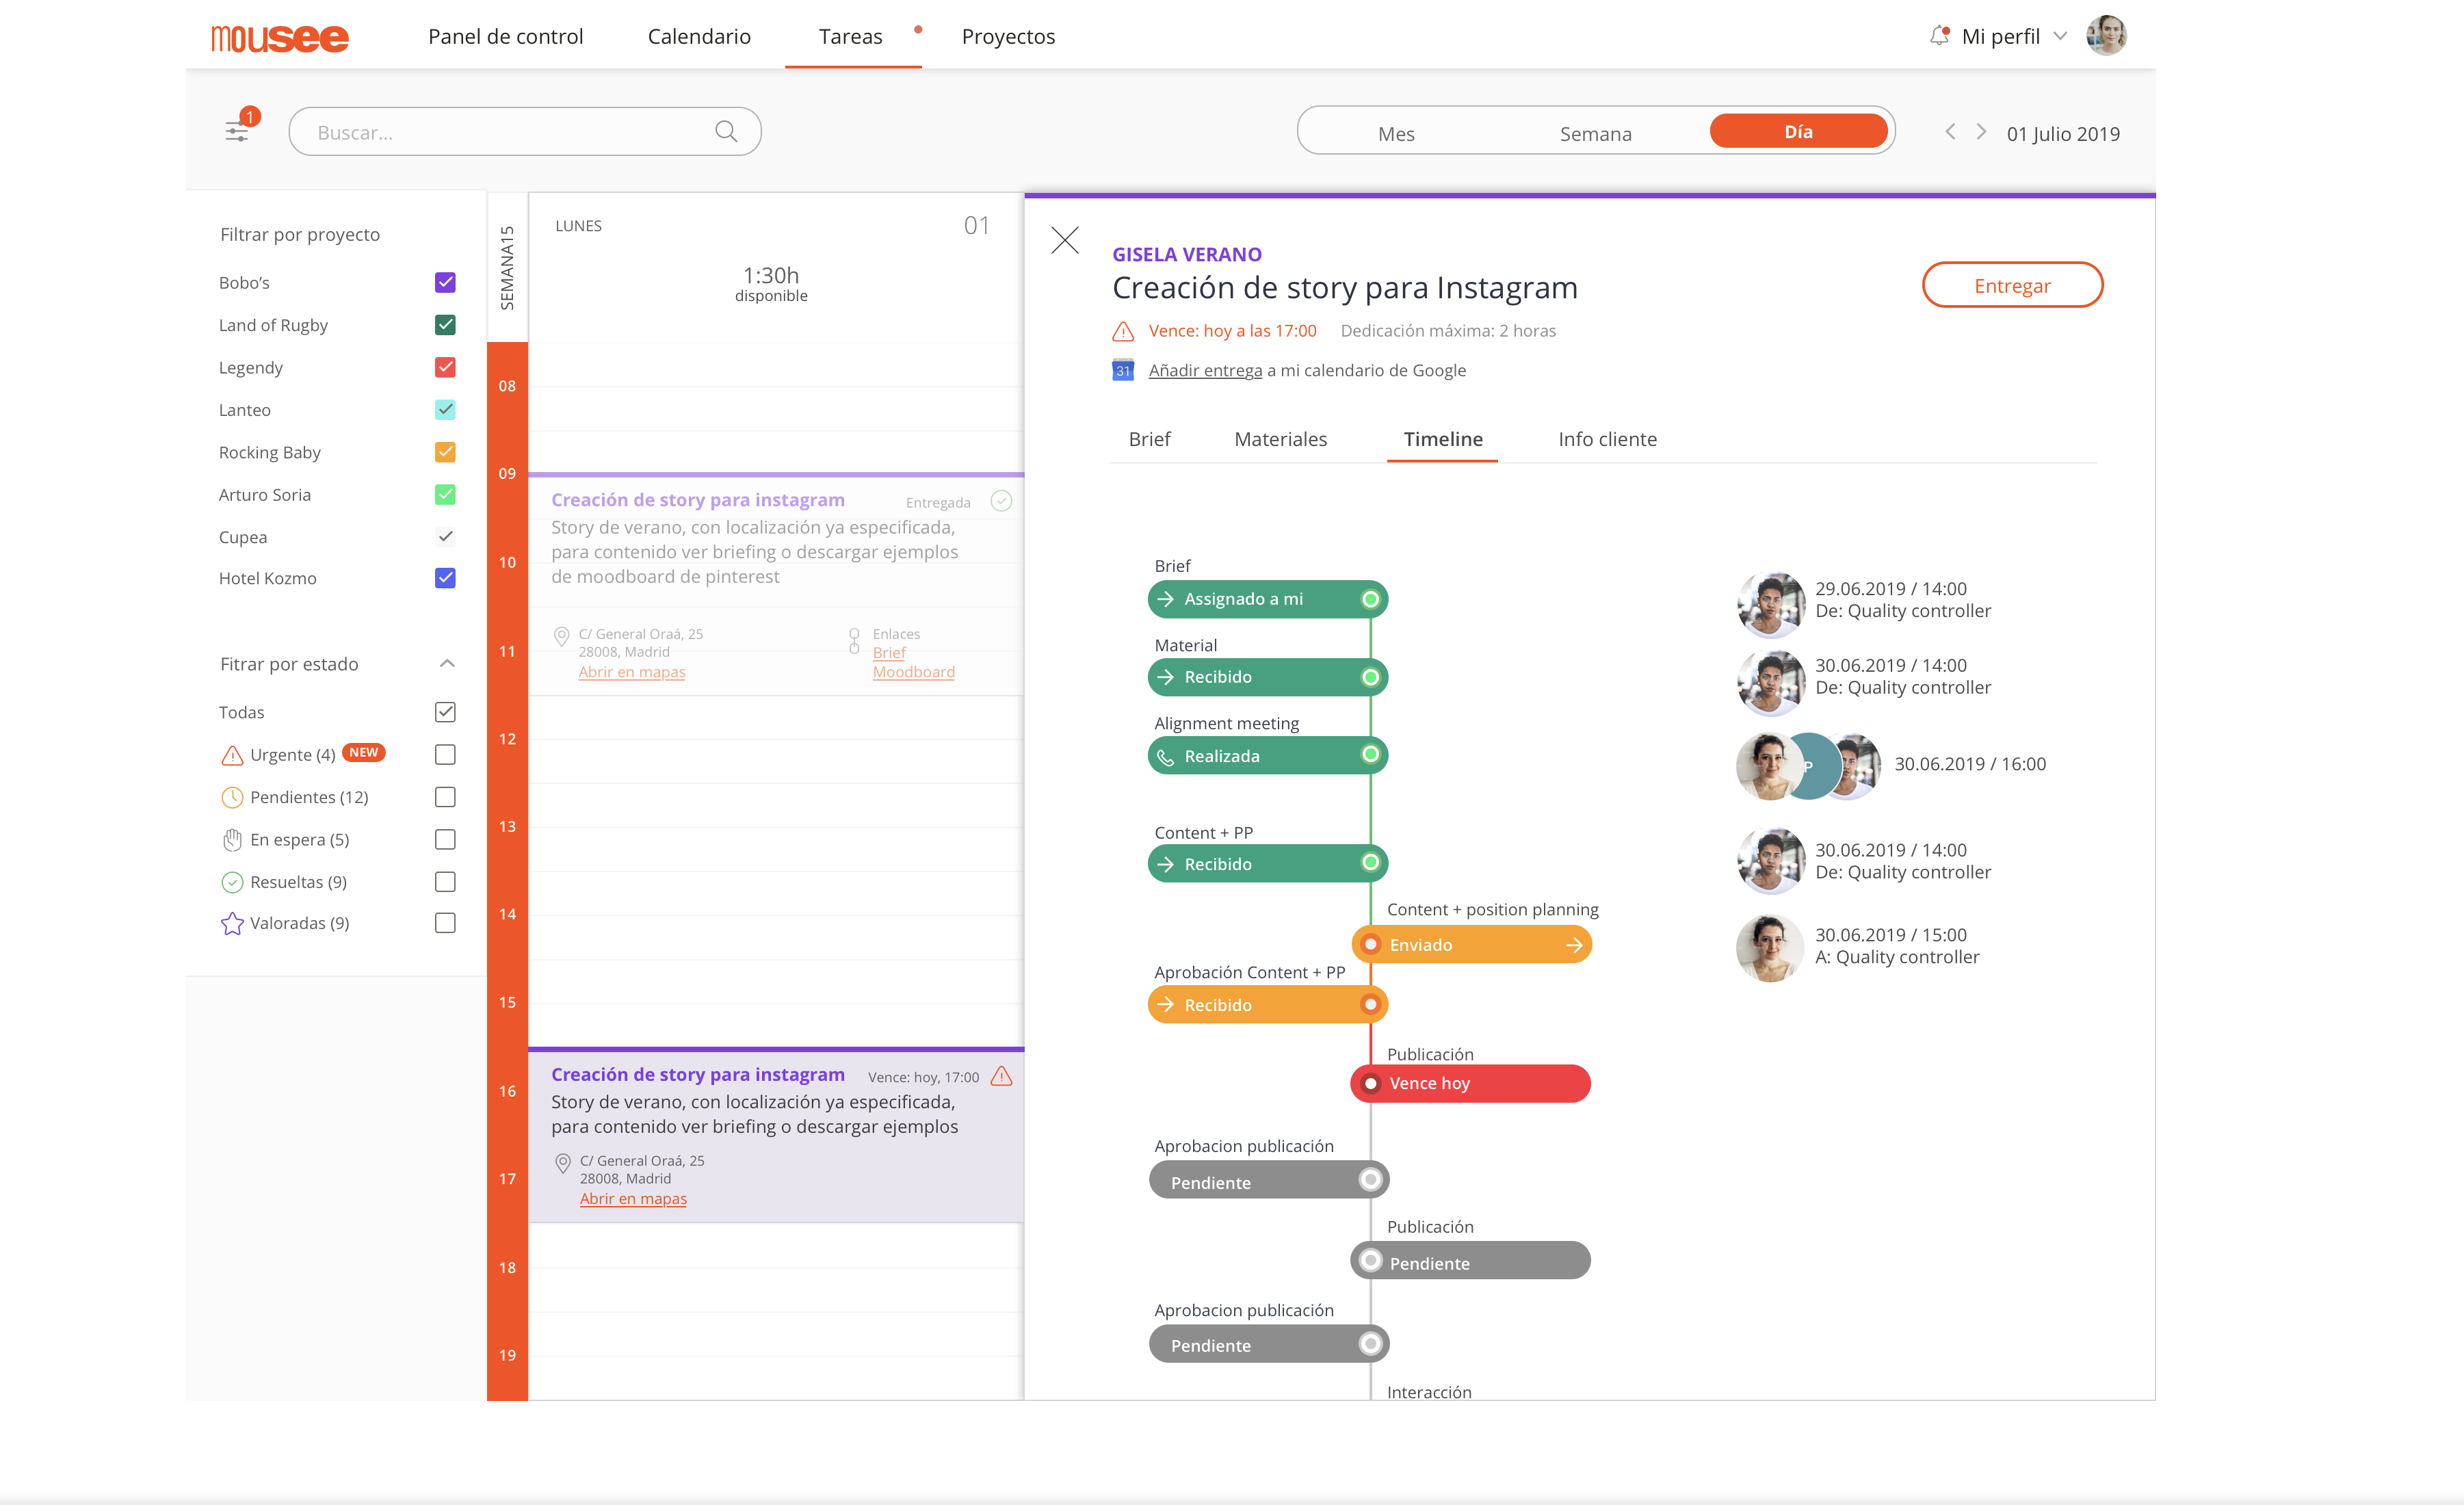 mousee
Panel de control
Calendario
Tareas
Proyectos
Mi perfil
1
Buscar...
Mes
Semana
Día
01 Julio 2019
Filtrar por proyecto
Bobo's
Land of Rugby
Legendy
Lanteo
Rocking Baby
Arturo Soria
Cupea
Hotel Kozmo
Fitrar por estado
Todas
Urgente (4) NEW
Pendientes (12)
En espera (5)
Resueltas (9)
Valoradas (9)
SEMANA15
08
09
10
11
12
13
14
15
16
17
18
19
LUNES
01
1:30h
disponible
Creación de story para instagram
Entregada
Story de verano, con localización ya especificada,
para contenido ver briefing o descargar ejemplos
de moodboard de pinterest
C/ General Oraá, 25
28008, Madrid
Abrir en mapas
Enlaces
Brief
Moodboard
Creación de story para instagram
Vence: hoy, 17:00
Story de verano, con localización ya especificada,
para contenido ver briefing o descargar ejemplos
C/ General Oraá, 25
28008, Madrid
Abrir en mapas
GISELA VERANO
Creación de story para Instagram
Entregar
Vence: hoy a las 17:00
Dedicación máxima: 2 horas
31
Añadir entrega a mi calendario de Google
Brief
Materiales
Timeline
Info cliente
Brief
Assignado a mi
29.06.2019 / 14:00
De: Quality controller
Material
Recibido
30.06.2019 / 14:00
De: Quality controller
Alignment meeting
Realizada
P
30.06.2019 / 16:00
Content + PP
Recibido
30.06.2019 / 14:00
De: Quality controller
Content + position planning
Enviado
30.06.2019 / 15:00
A: Quality controller
Aprobación Content + PP
Recibido
Publicación
Vence hoy
Aprobacion publicación
Pendiente
Publicación
Pendiente
Aprobacion publicación
Pendiente
Interacción